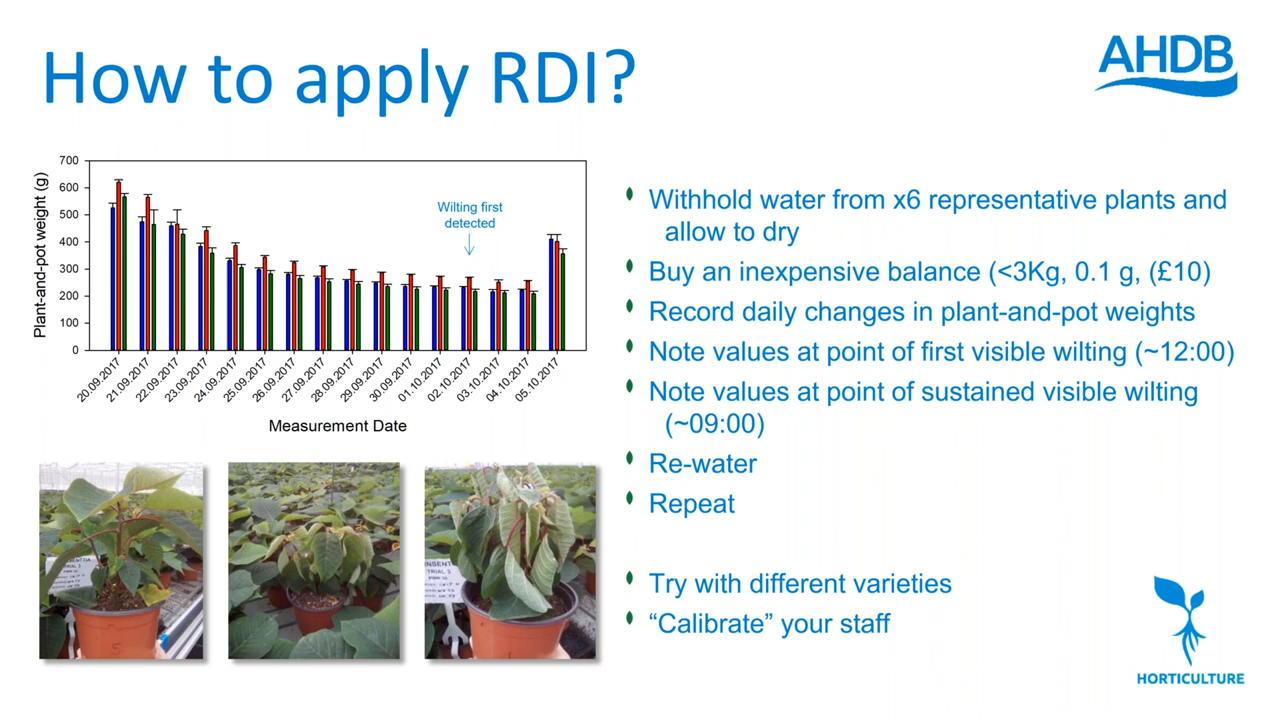 How to apply RDI?
AHDB
Plant-and-pot weight (g)
700
600
500
400
300
200
100
0
Wilting first
detected
20.09.2017
21.09.2017
22.09.2017
23.09.2017
24.09.2017
25.09.2017
26.09.2017
27.09.2017
28.09.2017
29.09.2017
30.09.2017
01.10.2017
02.10.2017
03.10.2017
04.10.2017
05.10.2017
Measurement Date
Withhold water from x6 representative plants and
allow to dry
Buy an inexpensive balance (<3Kg, 0.1 g, (£10)
Record daily changes in plant-and-pot weights
Note values at point of first visible wilting (~12:00)
Note values at point of sustained visible wilting
(~09:00)
Re-water
Repeat
Try with different varieties
“Calibrate” your staff
TRIAL
HORTICULTURE